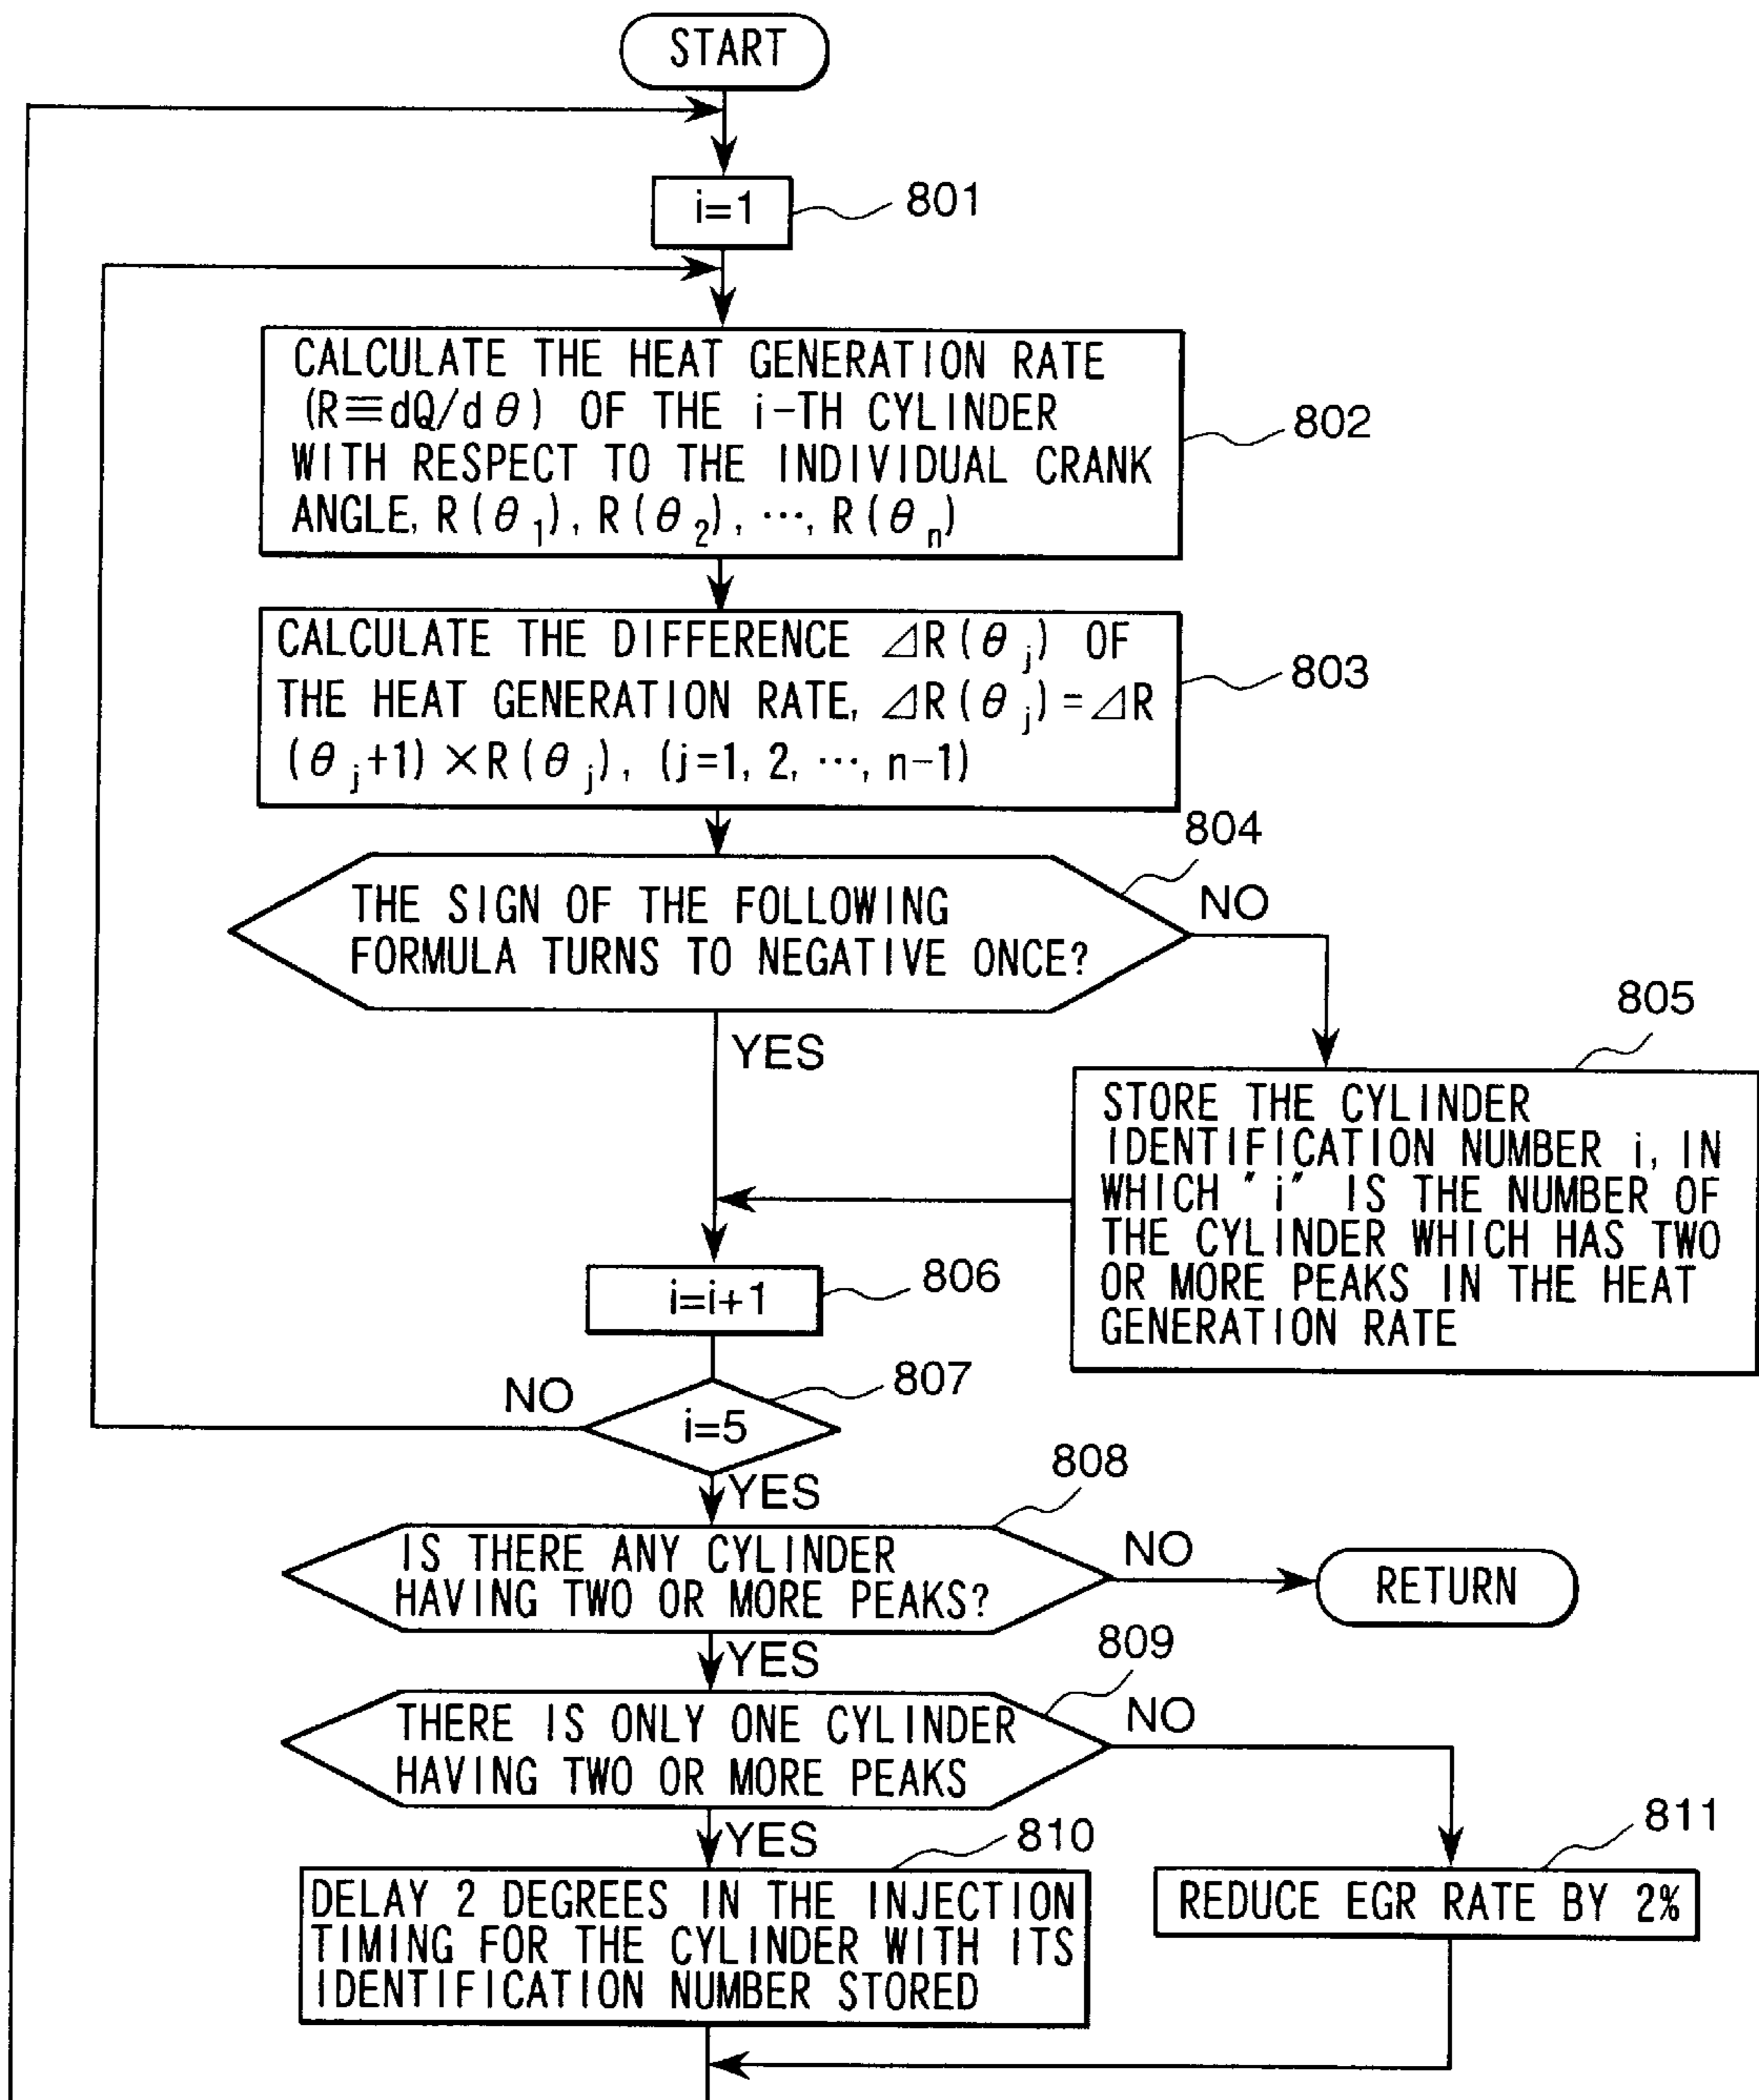 START
i=1
801
CALCULATE THE HEAT GENERATION RATE
(R≡dQ/dθ) OF THE i-TH CYLINDER
WITH RESPECT TO THE INDIVIDUAL CRANK
ANGLE, R(θ1), R(θ2), ···, R(θn)
802
CALCULATE THE DIFFERENCE ⊿R(θj) OF
THE HEAT GENERATION RATE, ⊿R(θj)=⊿R
(θj+1)×R(θj), (j=1, 2, ···, n-1)
803
804
THE SIGN OF THE FOLLOWING
FORMULA TURNS TO NEGATIVE ONCE?
NO
YES
805
STORE THE CYLINDER
IDENTIFICATION NUMBER i, IN
WHICH "i" IS THE NUMBER OF
THE CYLINDER WHICH HAS TWO
OR MORE PEAKS IN THE HEAT
GENERATION RATE
i=i+1
806
NO
i=5
807
YES
808
IS THERE ANY CYLINDER
HAVING TWO OR MORE PEAKS?
NO
RETURN
YES
809
THERE IS ONLY ONE CYLINDER
HAVING TWO OR MORE PEAKS
NO
YES
810
DELAY 2 DEGREES IN THE INJECTION
TIMING FOR THE CYLINDER WITH ITS
IDENTIFICATION NUMBER STORED
811
REDUCE EGR RATE BY 2%